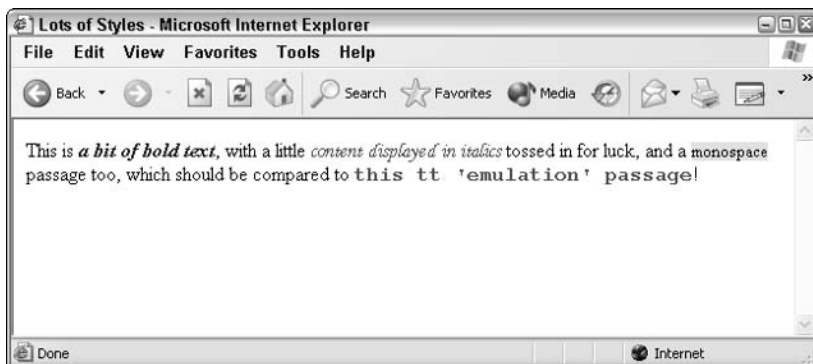 Lots of Styles - Microsoft Internet Explorer
File Edit View Favorites Tools Help
Back Search Favorites Media »
This is a bit of bold text, with a little content displayed in italics tossed in for luck, and a monospace
passage too, which should be compared to this tt 'emulation' passage!
Done Internet